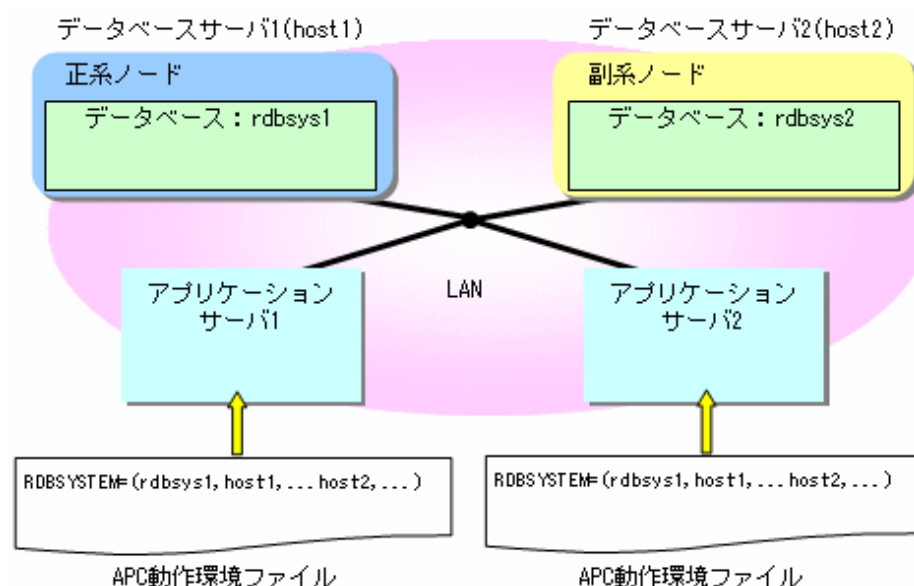 データベースサーバ1(host1)
データベースサーバ2(host2)
正系ノード
副系ノード
データベース：rdbsys1
データベース：rdbsys2
LAN
アプリケーション
サーバ1
アプリケーション
サーバ2
RDBSYSTEM=(rdbsys1,host1,...host2,...)
RDBSYSTEM=(rdbsys1,host1,...host2,...)
APC動作環境ファイル
APC動作環境ファイル